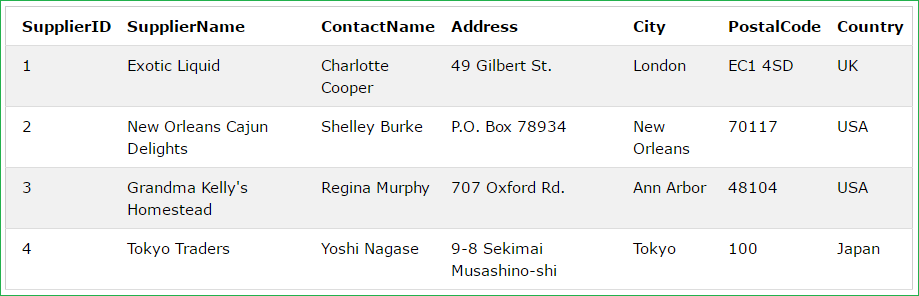 SupplierID SupplierName ContactName Address City PostalCode Country
1 Exotic Liquid Charlotte Cooper 49 Gilbert St. London EC1 4SD UK
2 New Orleans Cajun Delights Shelley Burke P.O. Box 78934 New Orleans 70117 USA
3 Grandma Kelly's Homestead Regina Murphy 707 Oxford Rd. Ann Arbor 48104 USA
4 Tokyo Traders Yoshi Nagase 9-8 Sekimai Musashino-shi Tokyo 100 Japan